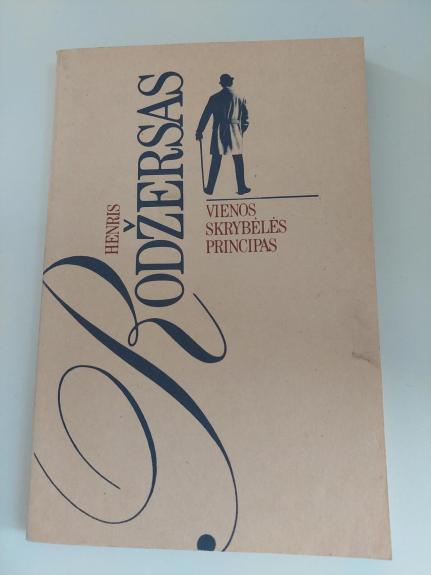 HENRIS
RODŽERSAS
VIENOS
SKRYBĖLĖS
PRINCIPAS